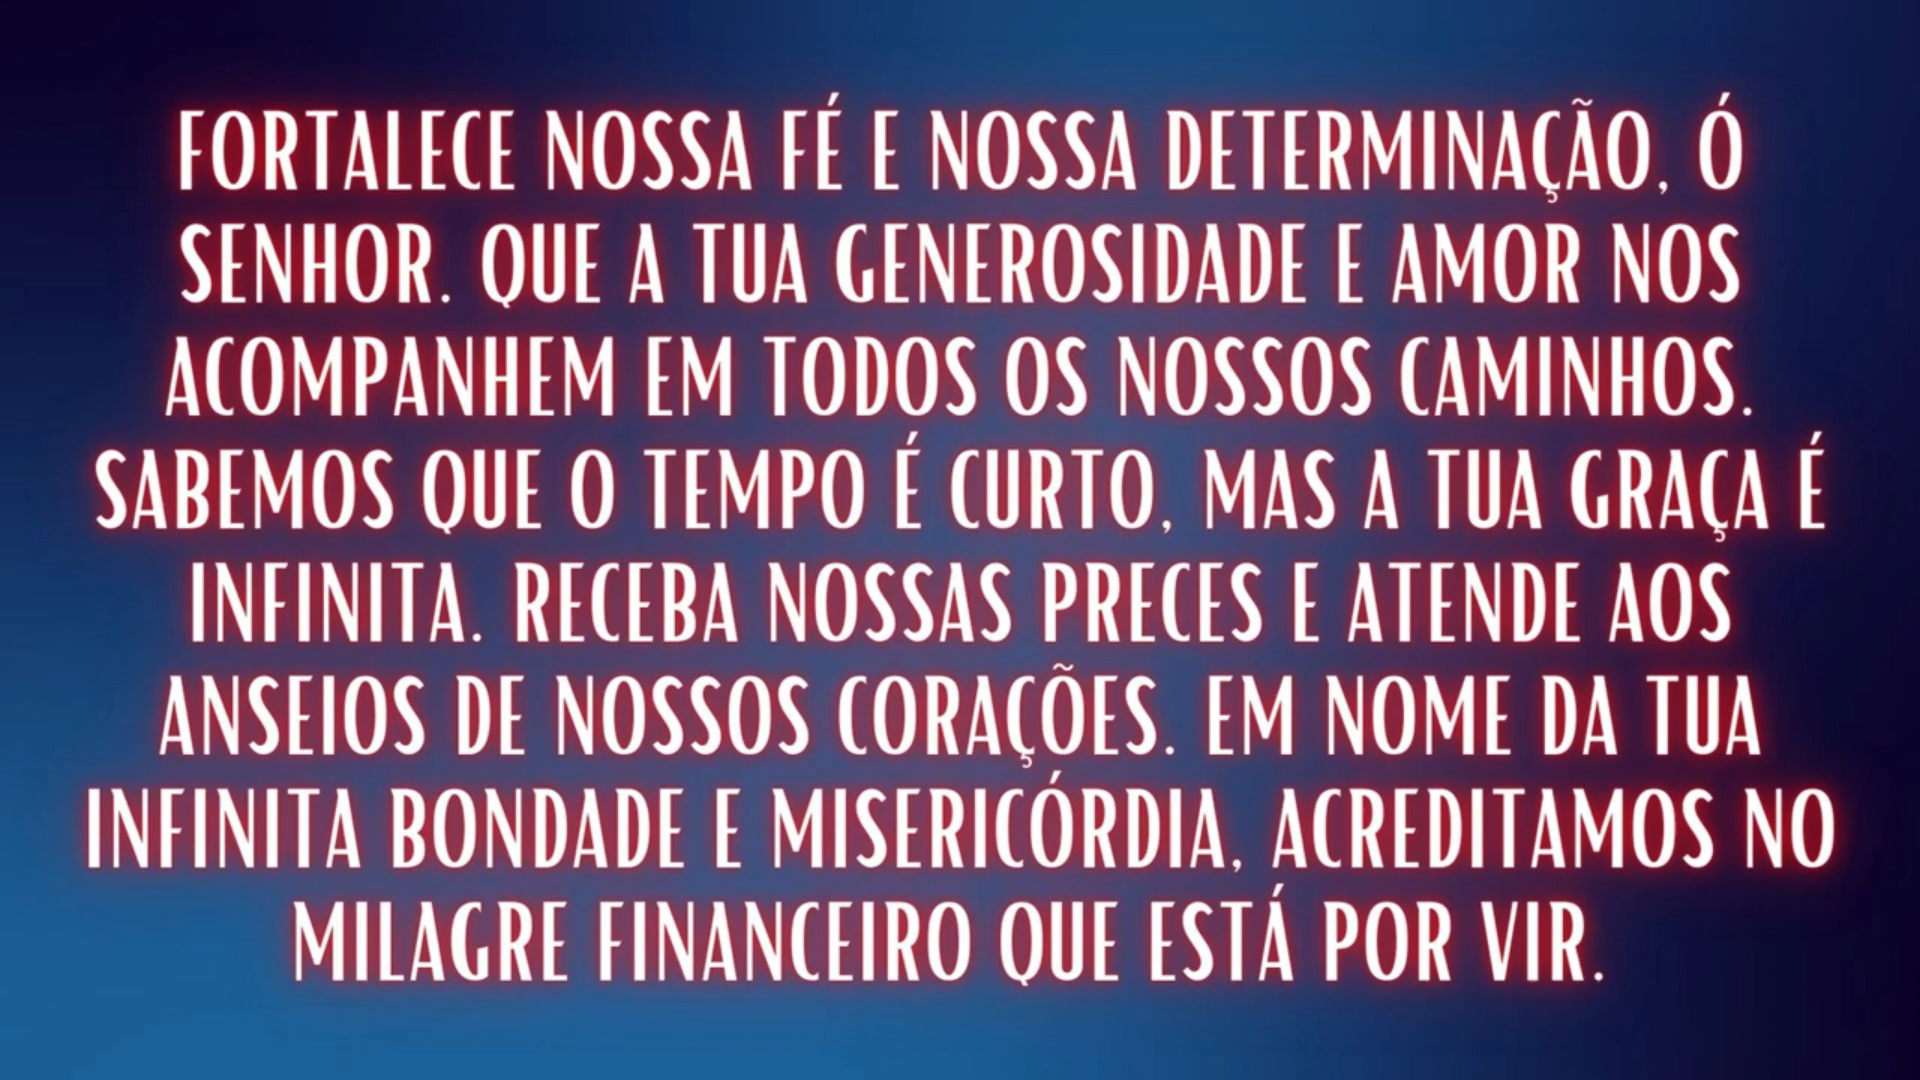 FORTALECE NOSSA FÉ E NOSSA DETERMINAÇÃO, Ó
SENHOR. QUE A TUA GENEROSIDADE E AMOR NOS
ACOMPANHEM EM TODOS OS NOSSOS CAMINHOS.
SABEMOS QUE O TEMPO É CURTO, MAS A TUA GRAÇA É
INFINITA. RECEBA NOSSAS PRECES E ATENDE AOS
ANSEIOS DE NOSSOS CORAÇÕES. EM NOME DA TUA
INFINITA BONDADE E MISERICÓRDIA, ACREDITAMOS NO
MILAGRE FINANCEIRO QUE ESTÁ POR VIR.